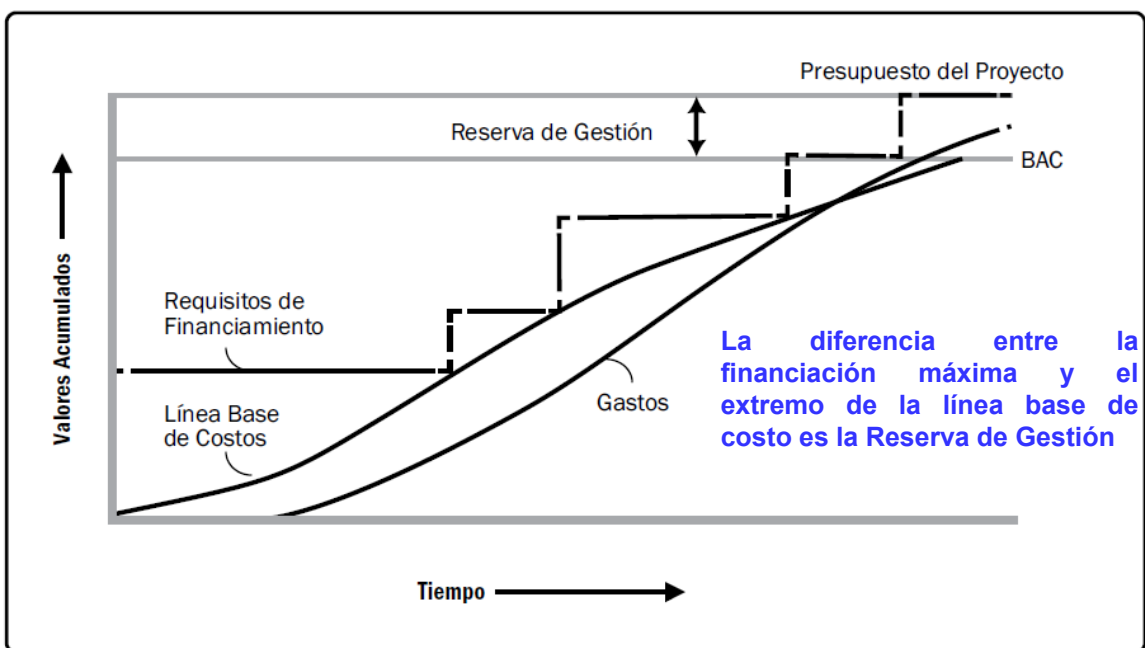 Presupuesto del Proyecto
Reserva de Gestión
BAC
Valores Acumulados
Requisitos de
Financiamiento
Línea Base
de Costos
Gastos
La diferencia entre la
financiación máxima y el
extremo de la línea base de
costo es la Reserva de Gestión
Tiempo